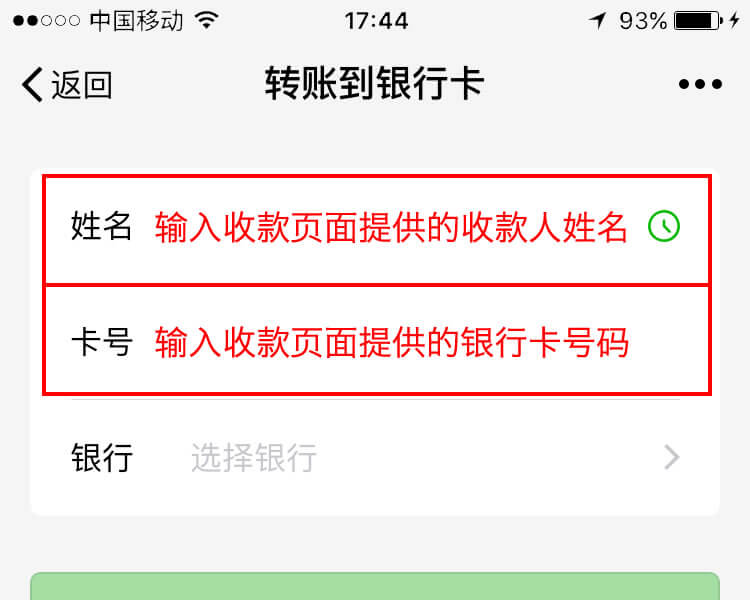 中国移动 17:44 93%
返回 转账到银行卡
姓名 输入收款页面提供的收款人姓名
卡号 输入收款页面提供的银行卡号码
银行 选择银行